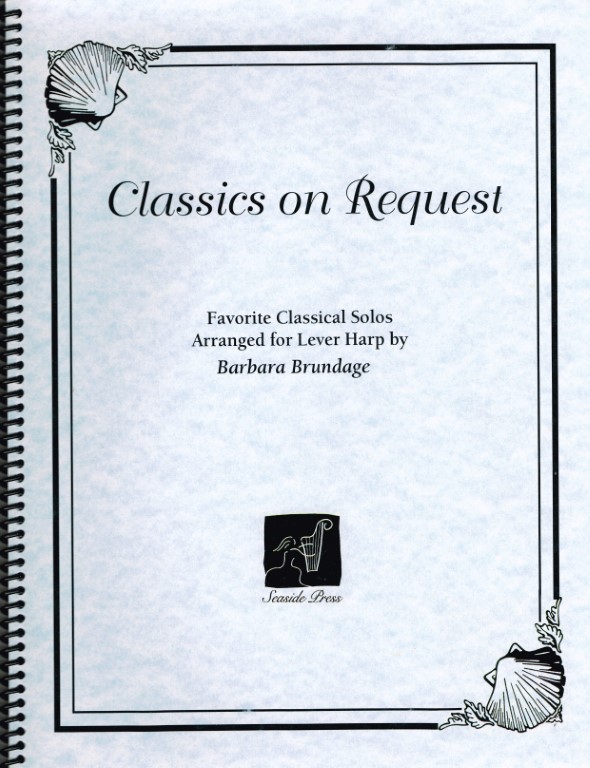 Classics on Request
Favorite Classical Solos
Arranged for Lever Harp by
Barbara Brundage
Seaside Press